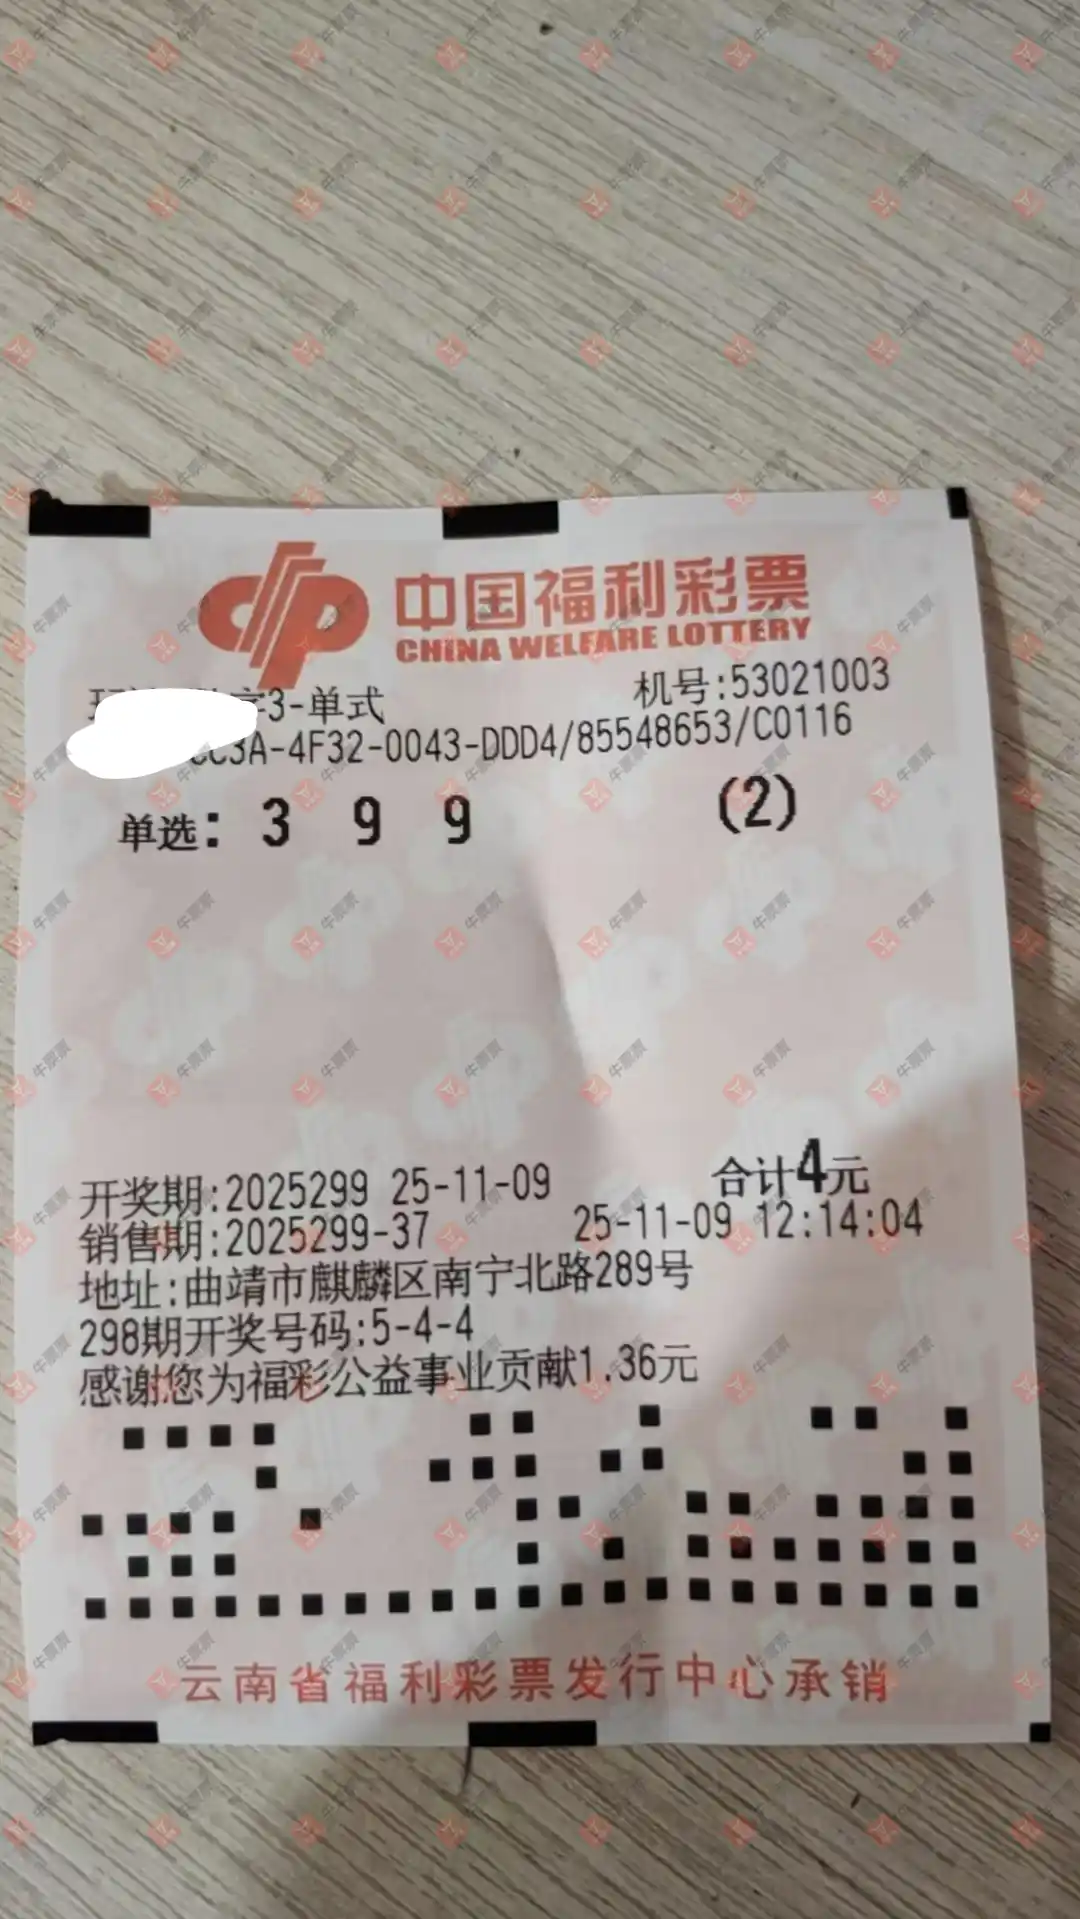 中国福利彩票
CHINA WELFARE LOTTERY
3-单式 机号:53021003
CC3A-4F32-0043-DDD4/85548653/C0116
单选: 3 9 9 (2)
开奖期:2025299 25-11-09 合计4元
销售期:2025299-37 25-11-09 12:14:04
地址:曲靖市麒麟区南宁北路289号
298期开奖号码:5-4-4
感谢您为福彩公益事业贡献1.36元
云南省福利彩票发行中心承销
牛票票